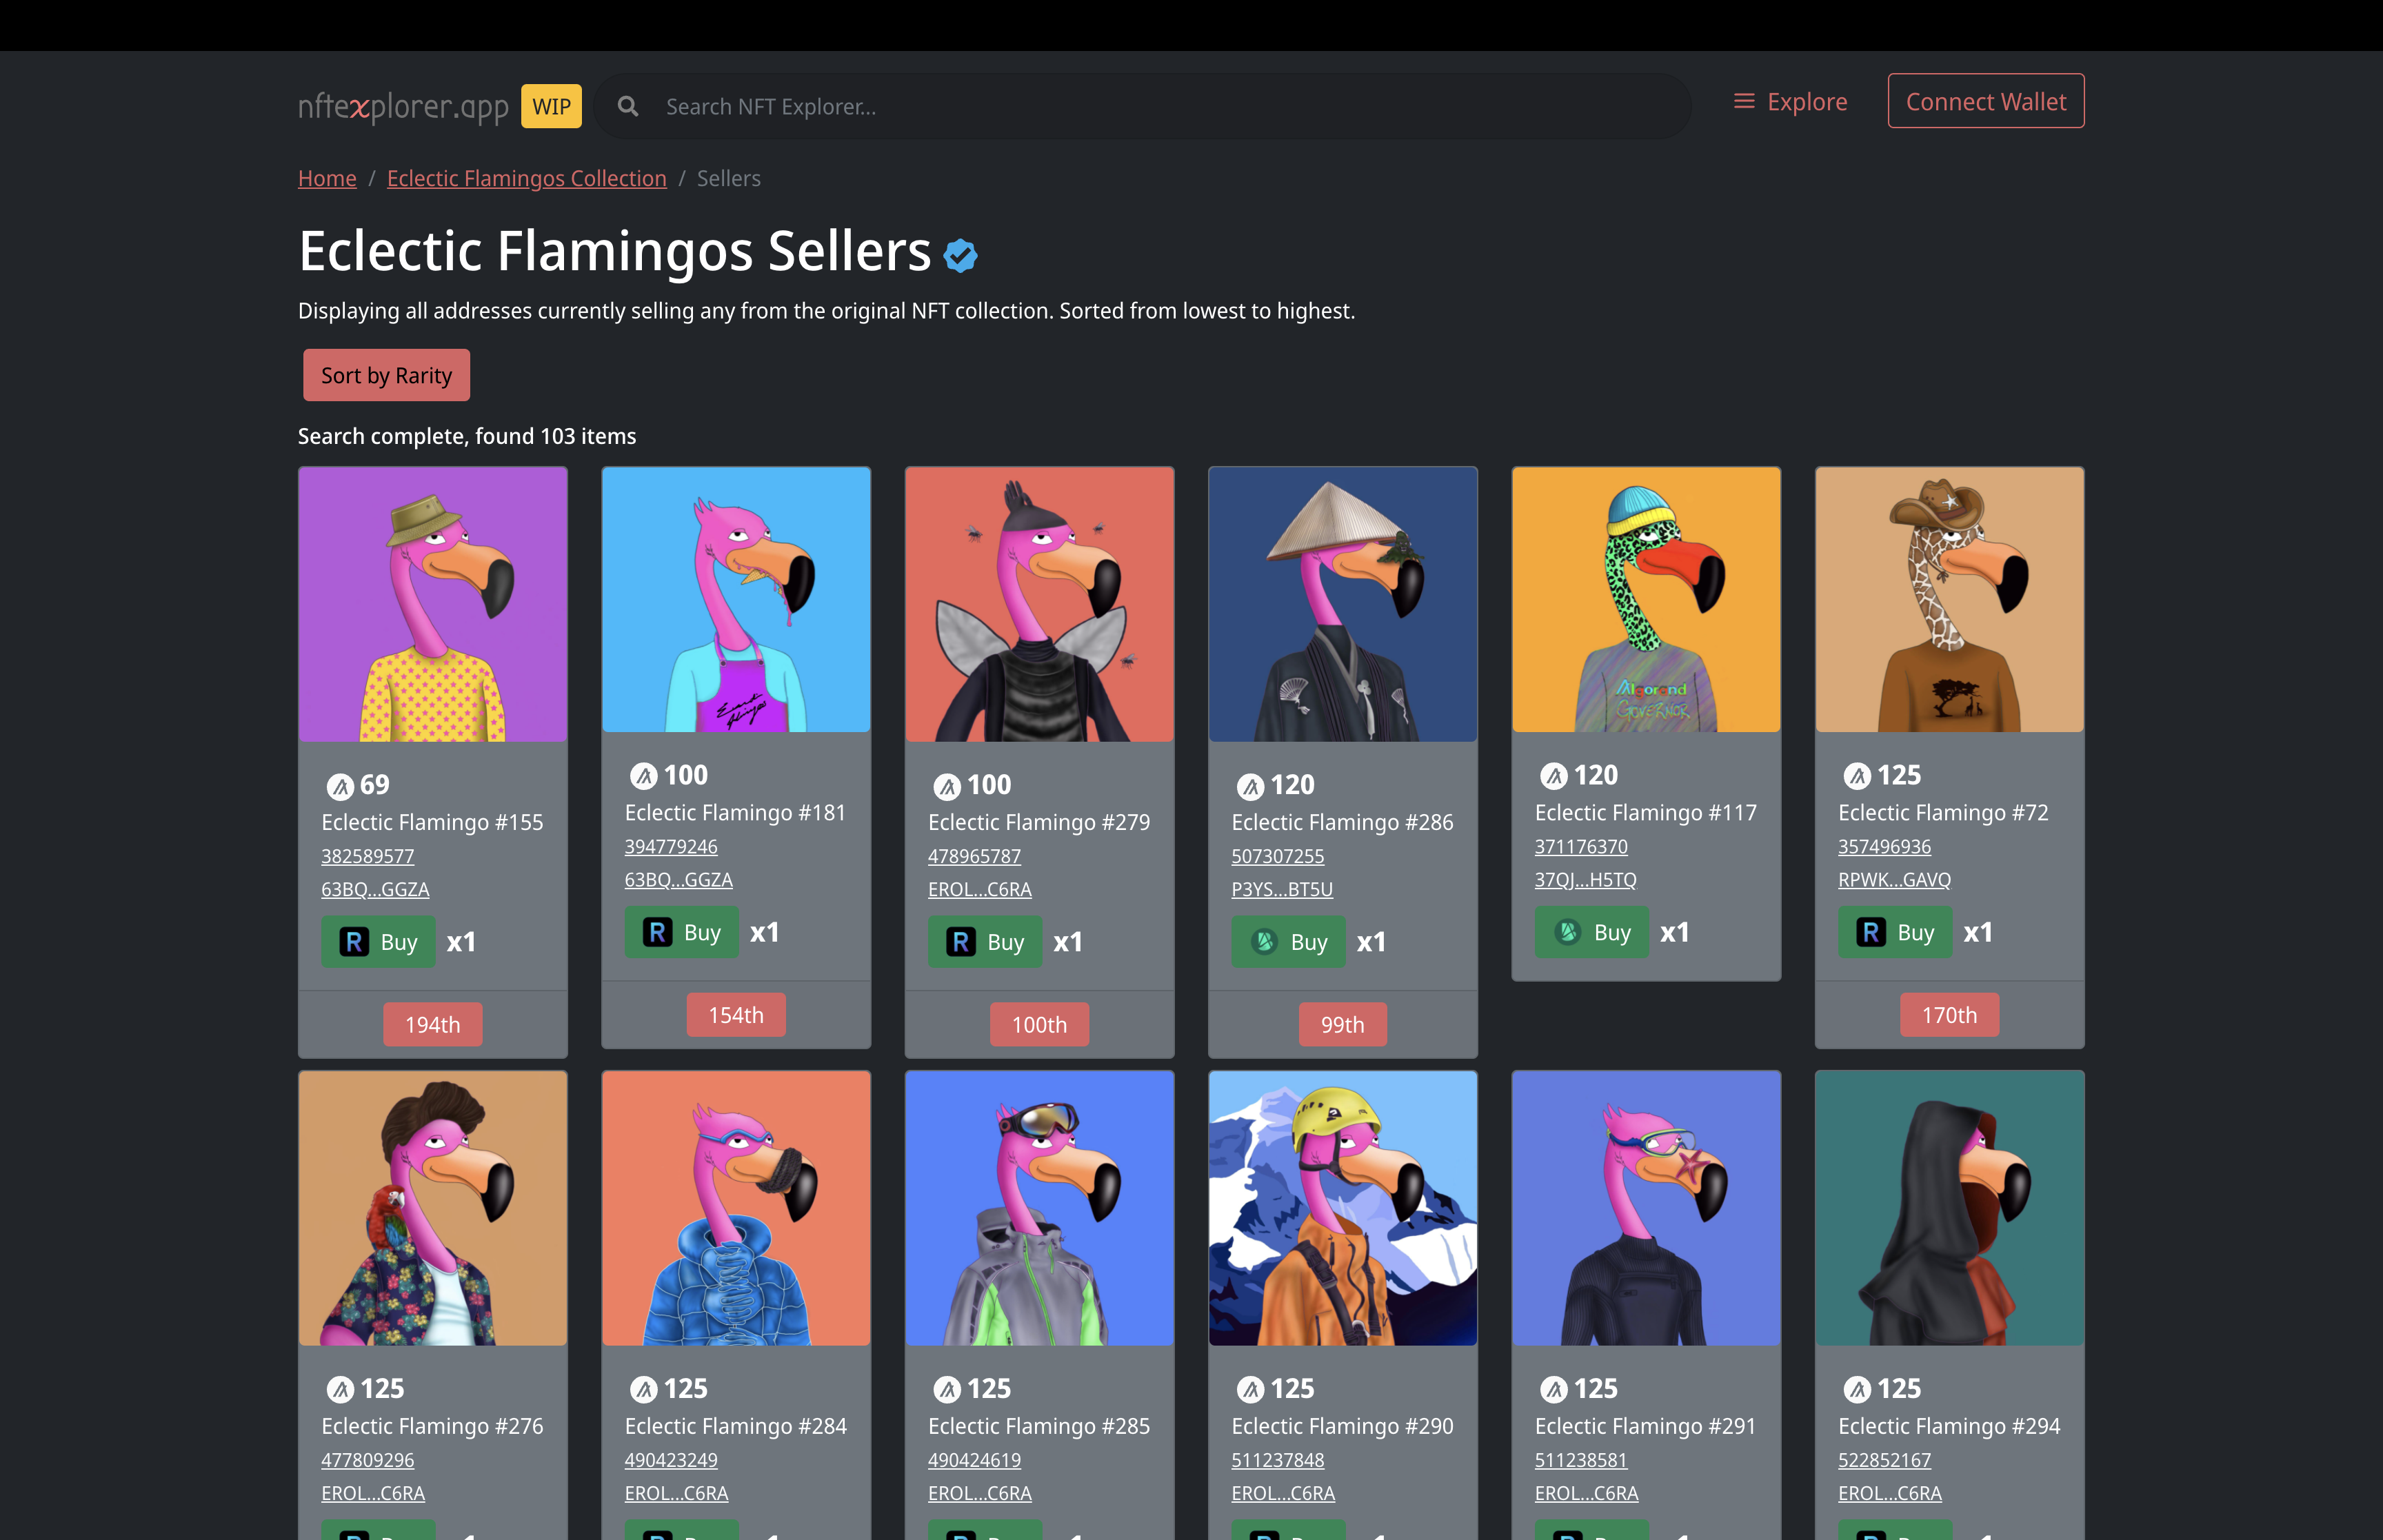 nftexplorer.app WIP Search NFT Explorer... Explore Connect Wallet
Home / Eclectic Flamingos Collection / Sellers
Eclectic Flamingos Sellers
Displaying all addresses currently selling any from the original NFT collection. Sorted from lowest to highest.
Sort by Rarity
Search complete, found 103 items
Algorand
GOVERNOR
69
Eclectic Flamingo #155
382589577
63BQ...GGZA
R Buy x1
194th
100
Eclectic Flamingo #181
394779246
63BQ...GGZA
R Buy x1
154th
100
Eclectic Flamingo #279
478965787
EROL...C6RA
R Buy x1
100th
120
Eclectic Flamingo #286
507307255
P3YS...BT5U
Buy x1
99th
120
Eclectic Flamingo #117
371176370
37QJ...H5TQ
Buy x1
125
Eclectic Flamingo #72
357496936
RPWK...GAVQ
R Buy x1
170th
125
Eclectic Flamingo #276
477809296
EROL...C6RA
125
Eclectic Flamingo #284
490423249
EROL...C6RA
125
Eclectic Flamingo #285
490424619
EROL...C6RA
125
Eclectic Flamingo #290
511237848
EROL...C6RA
125
Eclectic Flamingo #291
511238581
EROL...C6RA
125
Eclectic Flamingo #294
522852167
EROL...C6RA